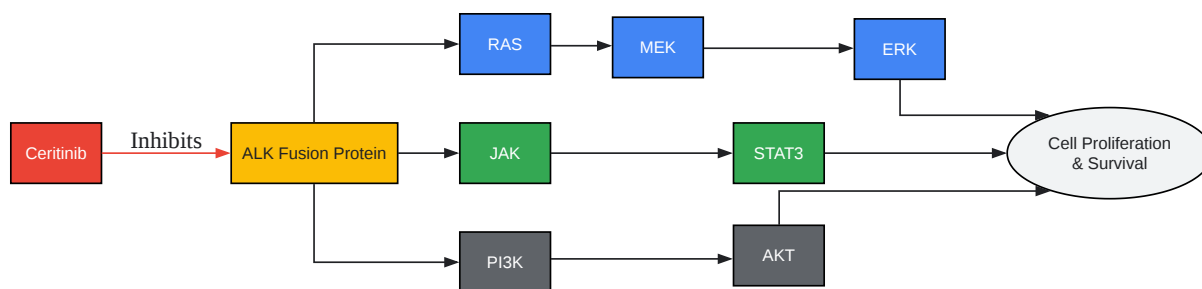 RAS
MEK
ERK
Inhibits
Ceritinib
ALK Fusion Protein
JAK
STAT3
Cell Proliferation
& Survival
PI3K
AKT